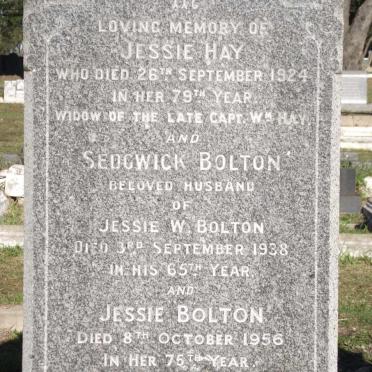 LOVING MEMORY OF
JESSIE HAY
WHO DIED 26TH SEPTEMBER 1924
IN HER 79TH YEAR.
WIDOW OF THE LATE CAPT. WM HAY
AND
SEDGWICK BOLTON
BELOVED HUSBAND
OF
JESSIE W. BOLTON
DIED 3RD SEPTEMBER 1938
IN HIS 65TH YEAR
AND
JESSIE BOLTON
DIED 8TH OCTOBER 1956
IN HER 75TH YEAR.